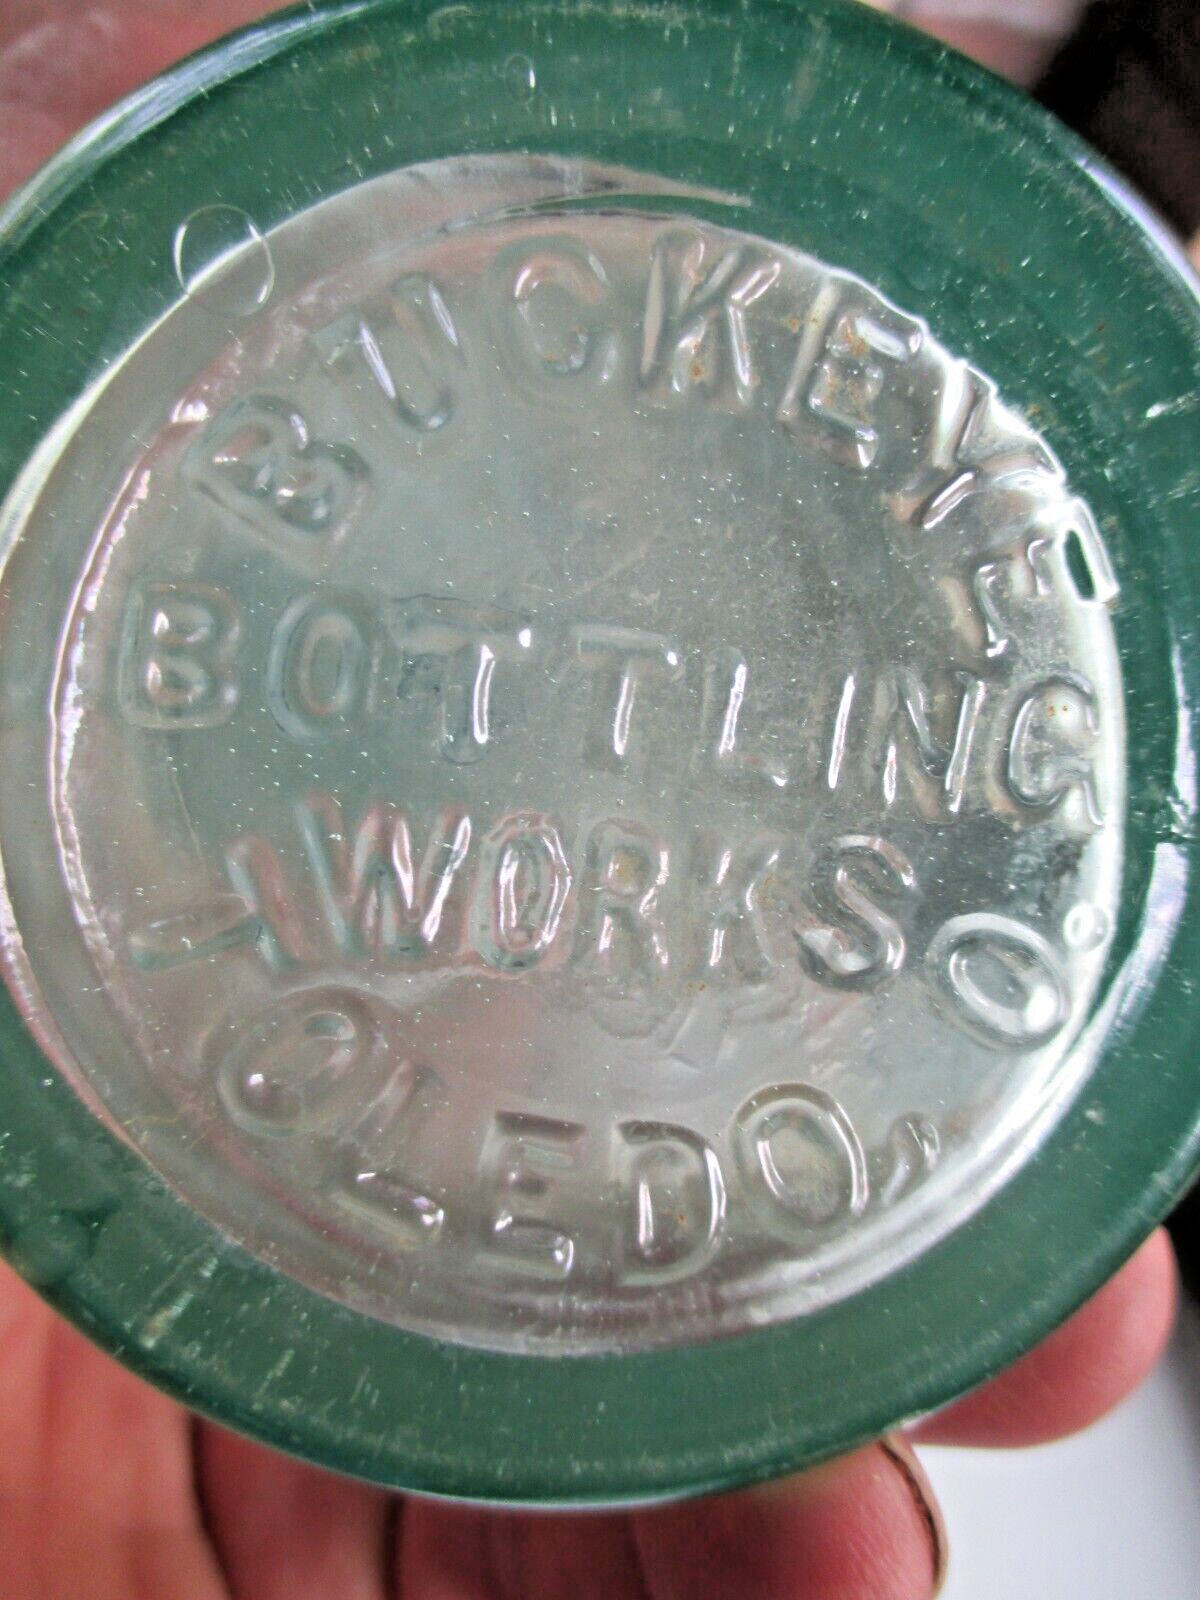 BUCKEYE
BOTTLING
WORKS
TOLEDO, O